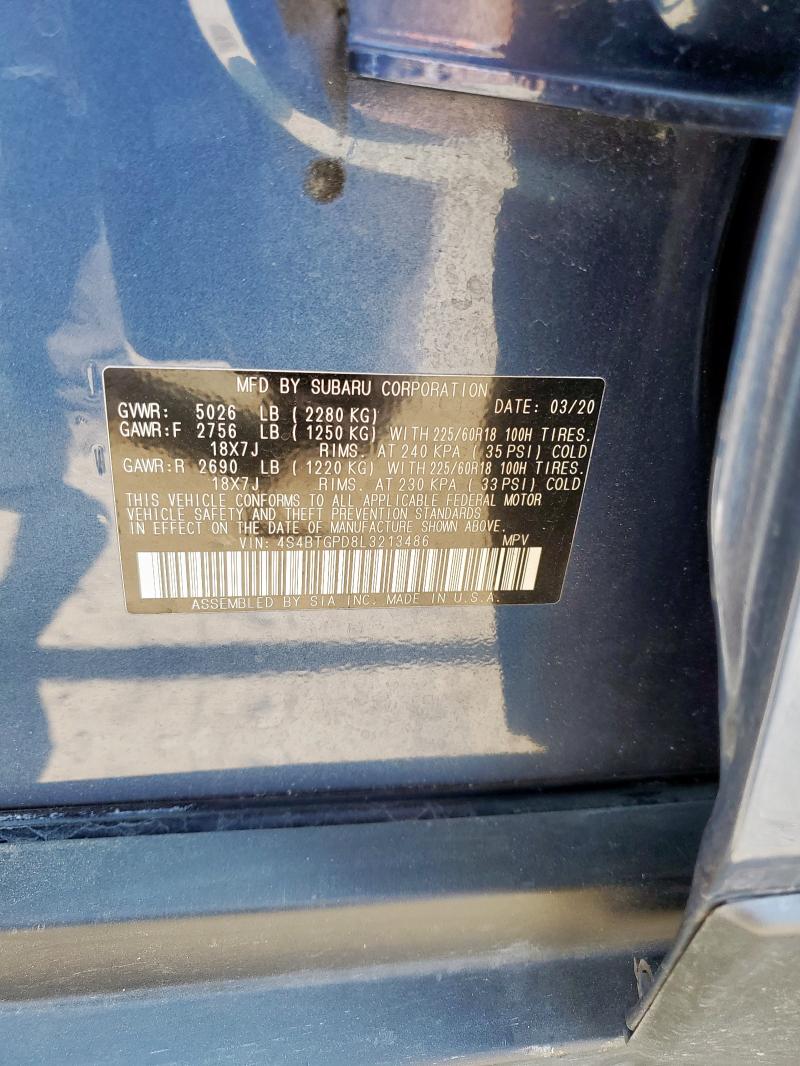 MFD BY SUBARU CORPORATION
GVWR: 5026 LB ( 2280 KG) DATE: 03/20
GAWR:F 2756 LB ( 1250 KG) WITH 225/60R18 100H TIRES.
18X7J RIMS. AT 240 KPA ( 35 PSI) COLD
GAWR:R 2690 LB ( 1220 KG) WITH 225/60R18 100H TIRES.
18X7J RIMS. AT 230 KPA ( 33 PSI) COLD
THIS VEHICLE CONFORMS TO ALL APPLICABLE FEDERAL MOTOR
VEHICLE SAFETY AND THEFT PREVENTION STANDARDS
IN EFFECT ON THE DATE OF MANUFACTURE SHOWN ABOVE.
VIN: 4S4BTGPD8L3213486 MPV
ASSEMBLED BY SIA INC. MADE IN U.S.A.